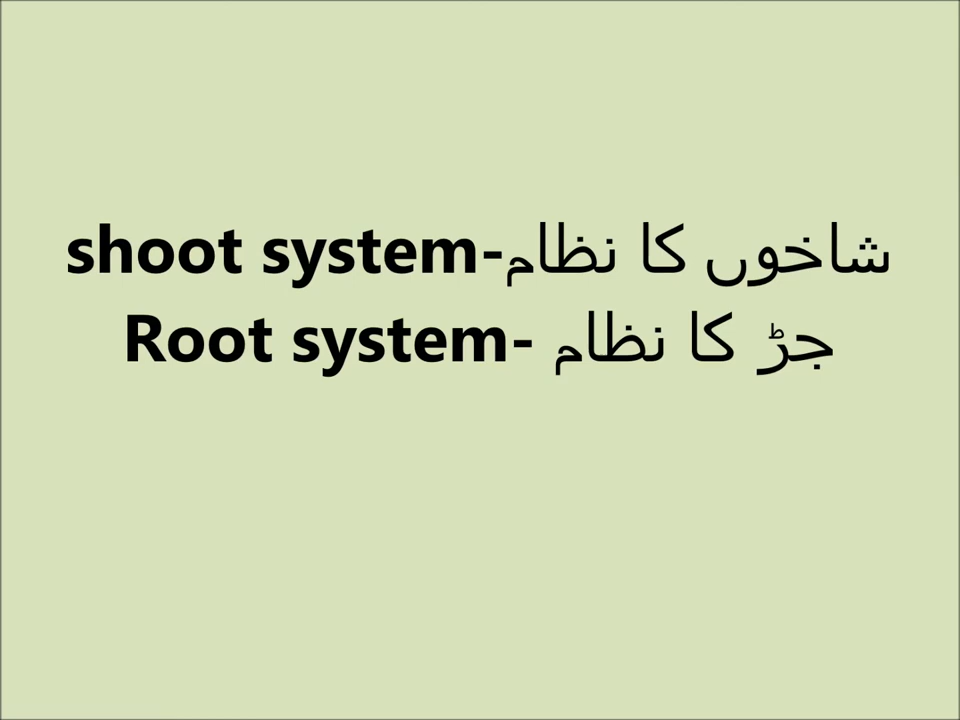 shoot system-شاخوں کا نظام
Root system- جڑ کا نظام